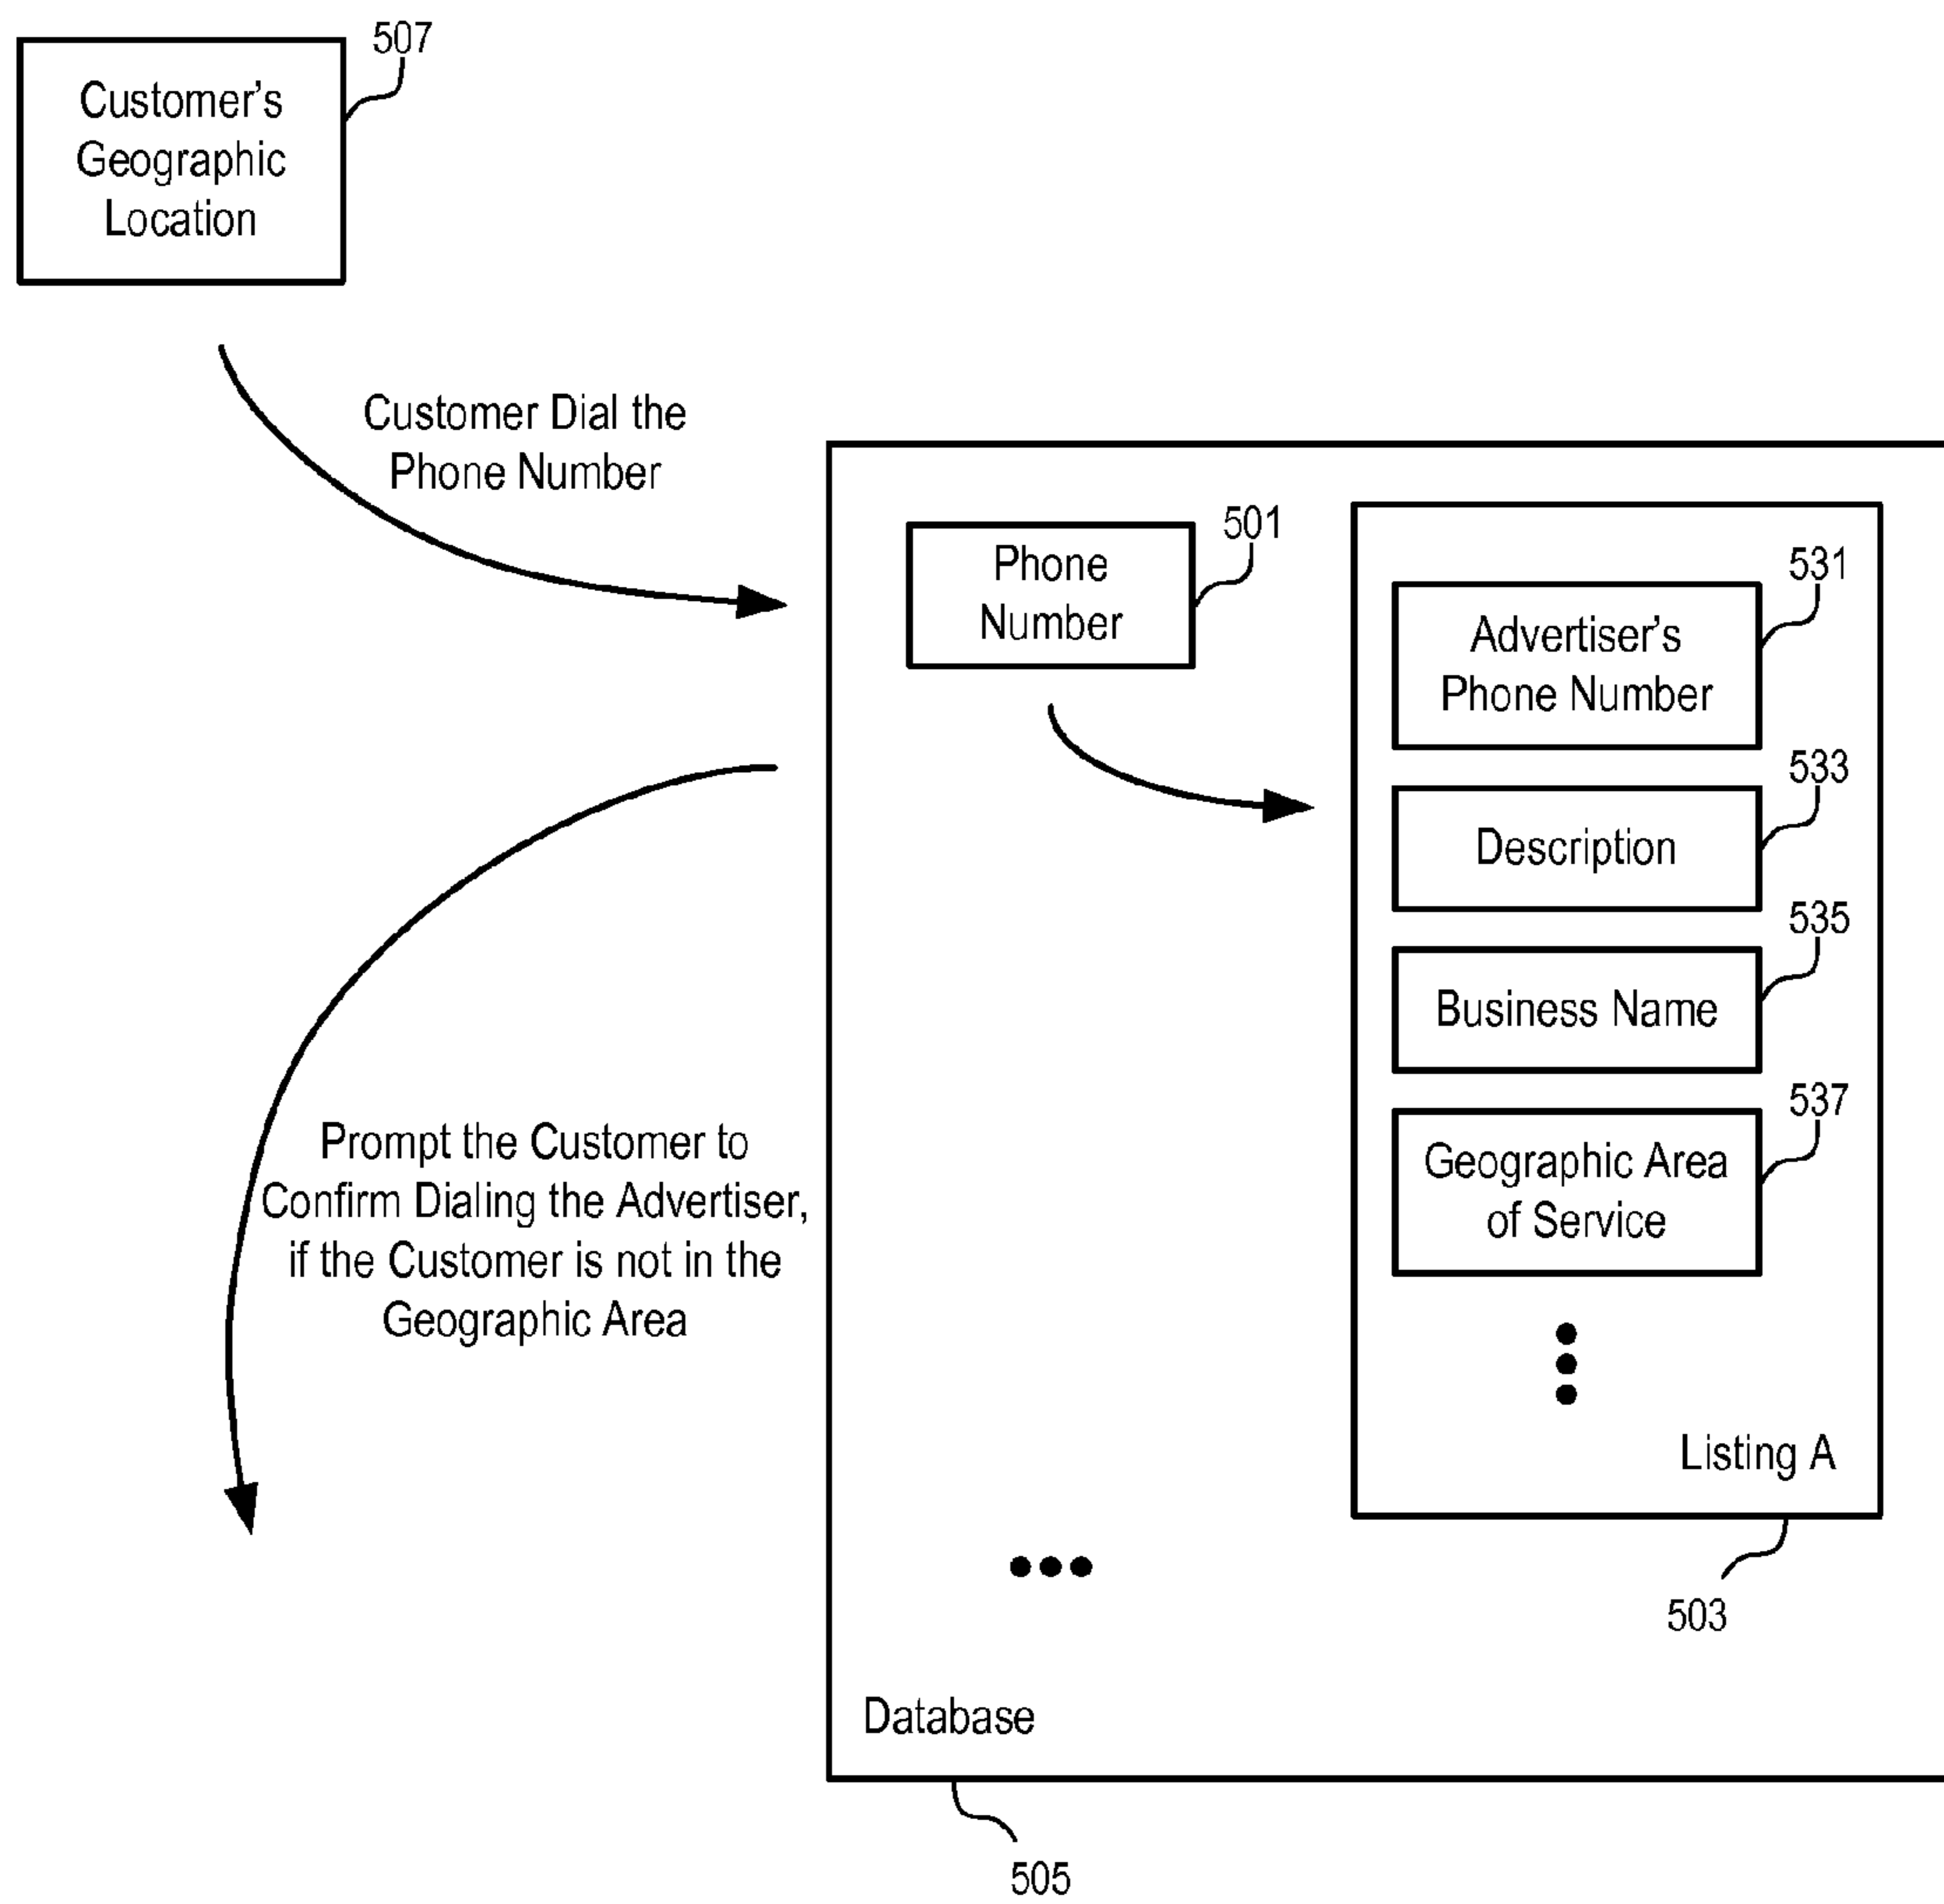 507
Customer's
Geographic
Location
Customer Dial the
Phone Number
501
Phone
Number
531
Advertiser's
Phone Number
533
Description
535
Business Name
537
Geographic Area
of Service
Prompt the Customer to
Confirm Dialing the Advertiser,
if the Customer is not in the
Geographic Area
Listing A
503
Database
505